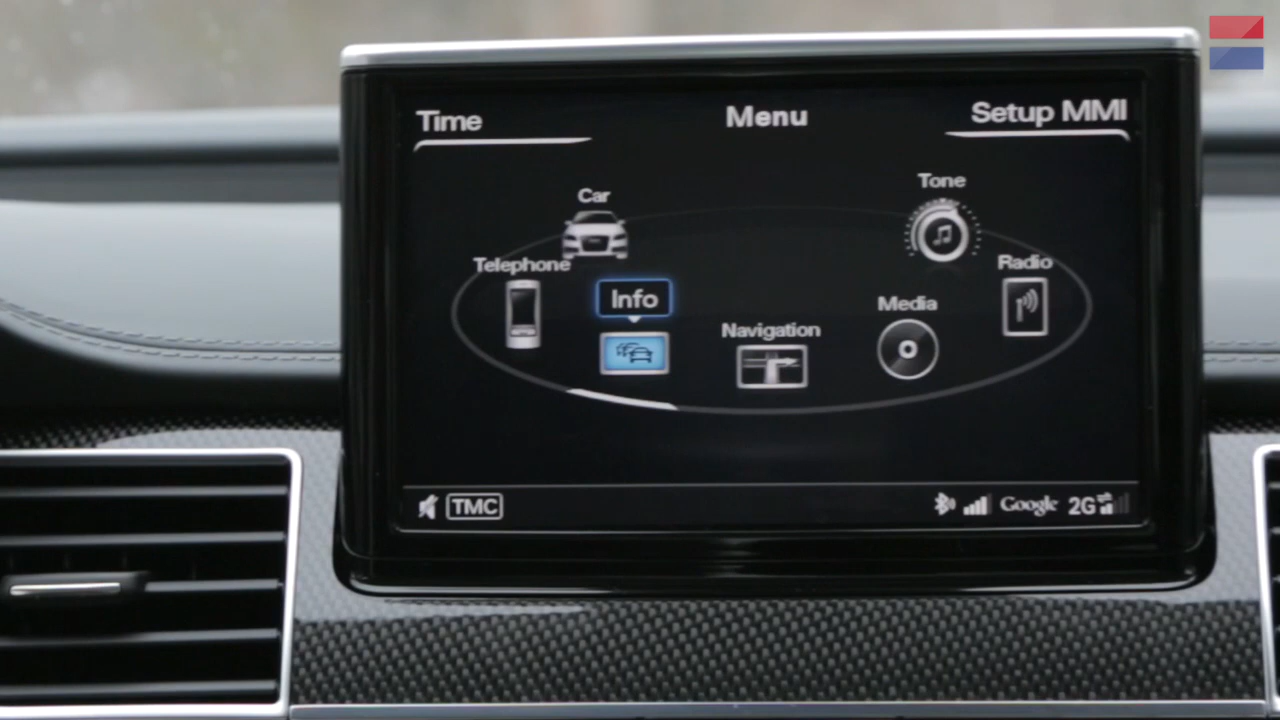 Time Menu Setup MMI
Tone
Car
Telephone Radio
Info Media
Navigation
TMC Google 2G